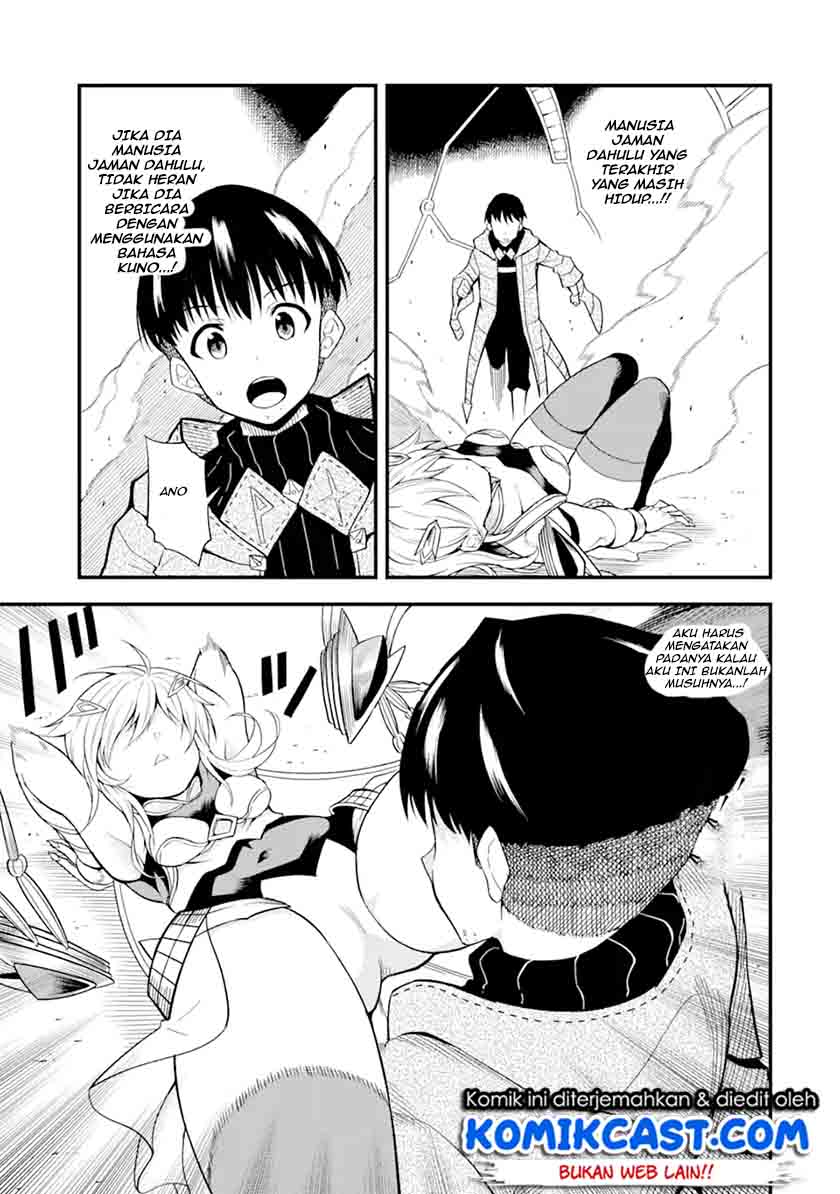 MANUSIA
JAMAN
DAHULU YANG
TERAKHIR
YANG MASIH
HIDUP...!!
JIKA DIA
MANUSIA
JAMAN DAHULU,
TIDAK HERAN
JIKA DIA
BERBICARA
DENGAN
MENGGUNAKAN
BAHASA
KUNO...!
ANO
AKU HARUS
MENGATAKAN
PADANYA KALAU
AKU INI BUKANLAH
MUSUHNYA...!
Komik ini diterjemahkan & diedit oleh
KOMIKCAST.COM
BUKAN WEB LAIN!!